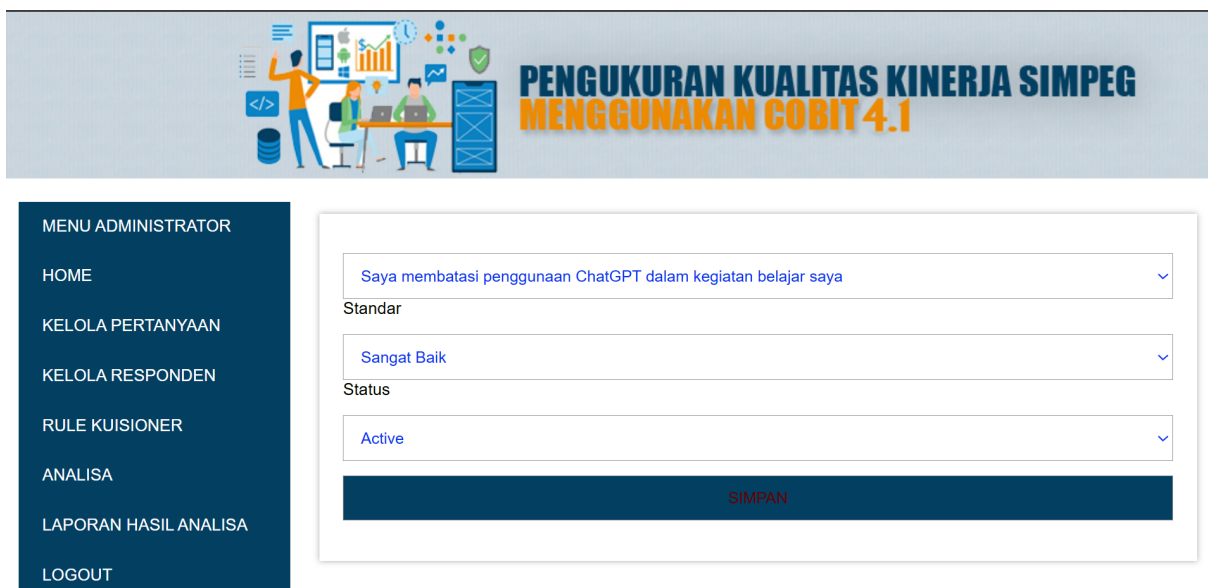 PENGUKURAN KUALITAS KINERJA SIMPEG
MENGGUNAKAN COBIT 4.1
MENU ADMINISTRATOR
HOME
KELOLA PERTANYAAN
KELOLA RESPONDEN
RULE KUISIONER
ANALISA
LAPORAN HASIL ANALISA
LOGOUT
Saya membatasi penggunaan ChatGPT dalam kegiatan belajar saya
Standar
Sangat Baik
Status
Active
SIMPAN